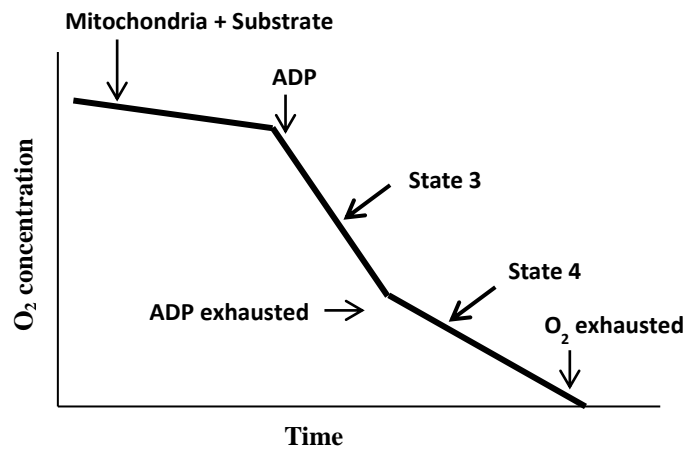 Mitochondria + Substrate
ADP
State 3
State 4
ADP exhausted
O₂ exhausted
O₂ concentration
Time